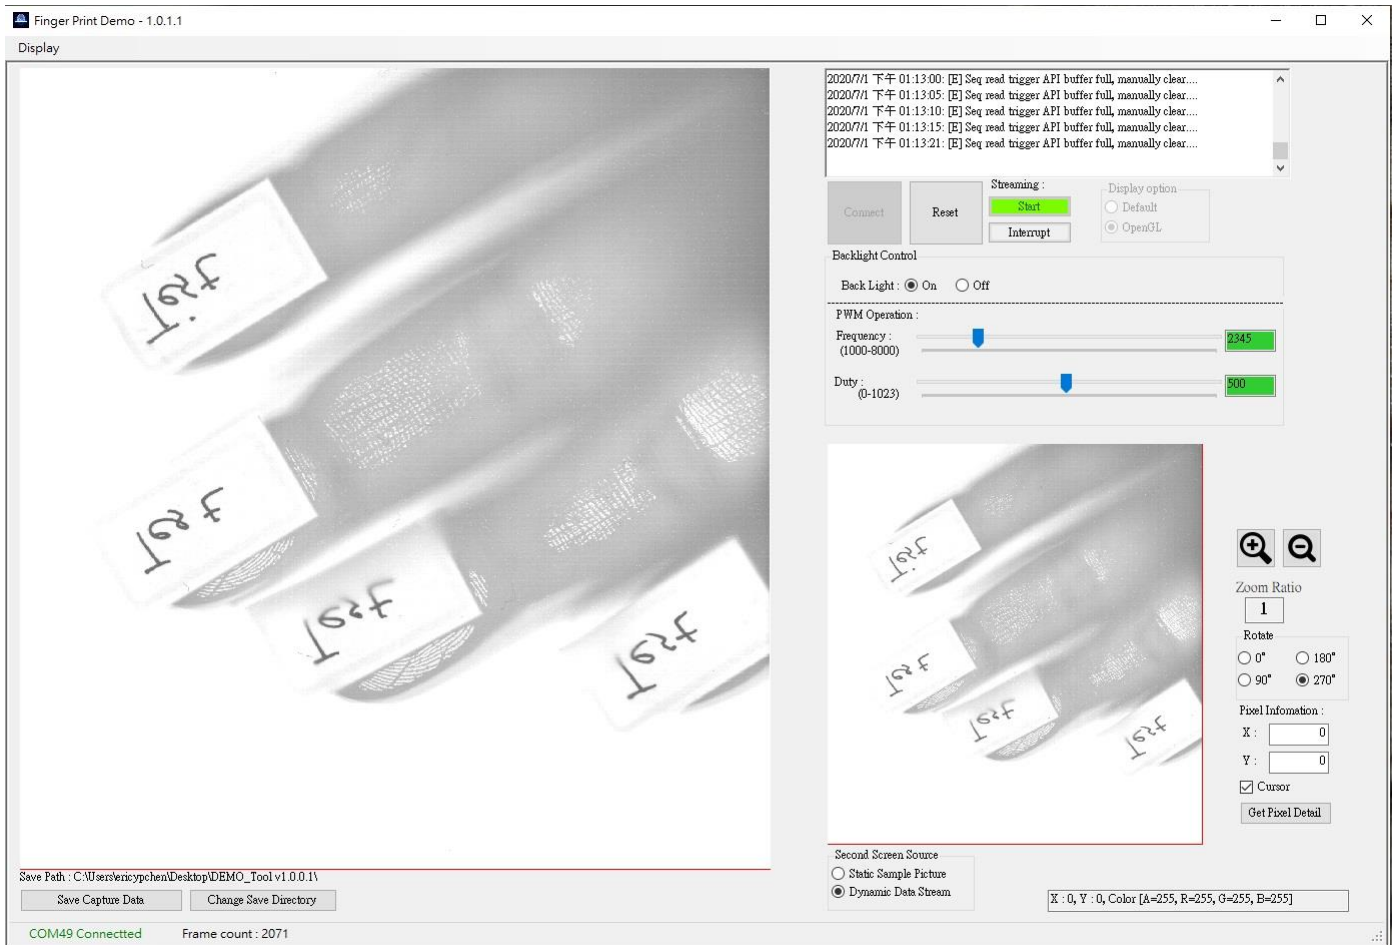 Finger Print Demo - 1.0.1.1
Display
2020/7/1 下午 01:13:00: [E] Seq read trigger API buffer full, manually clear....
2020/7/1 下午 01:13:05: [E] Seq read trigger API buffer full, manually clear....
2020/7/1 下午 01:13:10: [E] Seq read trigger API buffer full, manually clear....
2020/7/1 下午 01:13:15: [E] Seq read trigger API buffer full, manually clear....
2020/7/1 下午 01:13:21: [E] Seq read trigger API buffer full, manually clear....
Connect
Reset
Streaming :
Start
Interrupt
Display option
Default
OpenGL
Backlight Control
Back Light : On Off
PWM Operation :
Frequency :
(1000-8000)
2345
Duty :
(0-1023)
500
Test
Test
Test
Test
Test
Test
Test
Test
Zoom Ratio
1
Rotate
0° 180°
90° 270°
Pixel Infomation :
X : 0
Y : 0
Cursor
Get Pixel Detail
Second Screen Source
Static Sample Picture
Dynamic Data Stream
X : 0, Y : 0, Color [A=255, R=255, G=255, B=255]
Save Path : C:\Users\ericypchen\Desktop\DEMO_Tool v1.0.0.1\
Save Capture Data
Change Save Directory
COM49 Connectted
Frame count : 2071